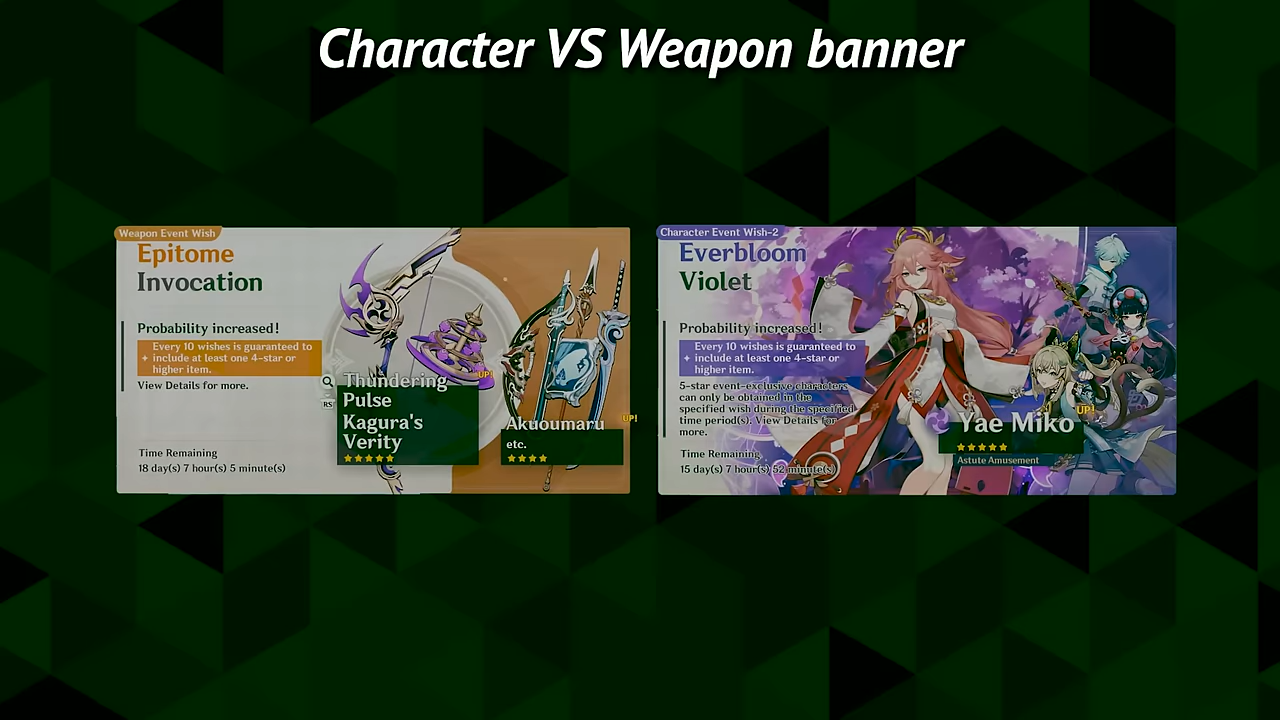 Character VS Weapon banner
Weapon Event Wish
Epitome
Invocation
Probability increased!
Every 10 wishes is guaranteed to
include at least one 4-star or
higher item.
View Details for more.
Time Remaining
18 day(s) 7 hour(s) 5 minute(s)
UP!
Thundering
Pulse
Kagura's
Verity
UP!
Akuoumaru
etc.
Character Event Wish-2
Everbloom
Violet
Probability increased!
Every 10 wishes is guaranteed to
include at least one 4-star or
higher item.
5-star event-exclusive characters
can only be obtained in the
specified wish during the specified
time period(s). View Details for
more.
Time Remaining
15 day(s) 7 hour(s) 52 minute(s)
UP!
Yae Miko
Astute Amusement